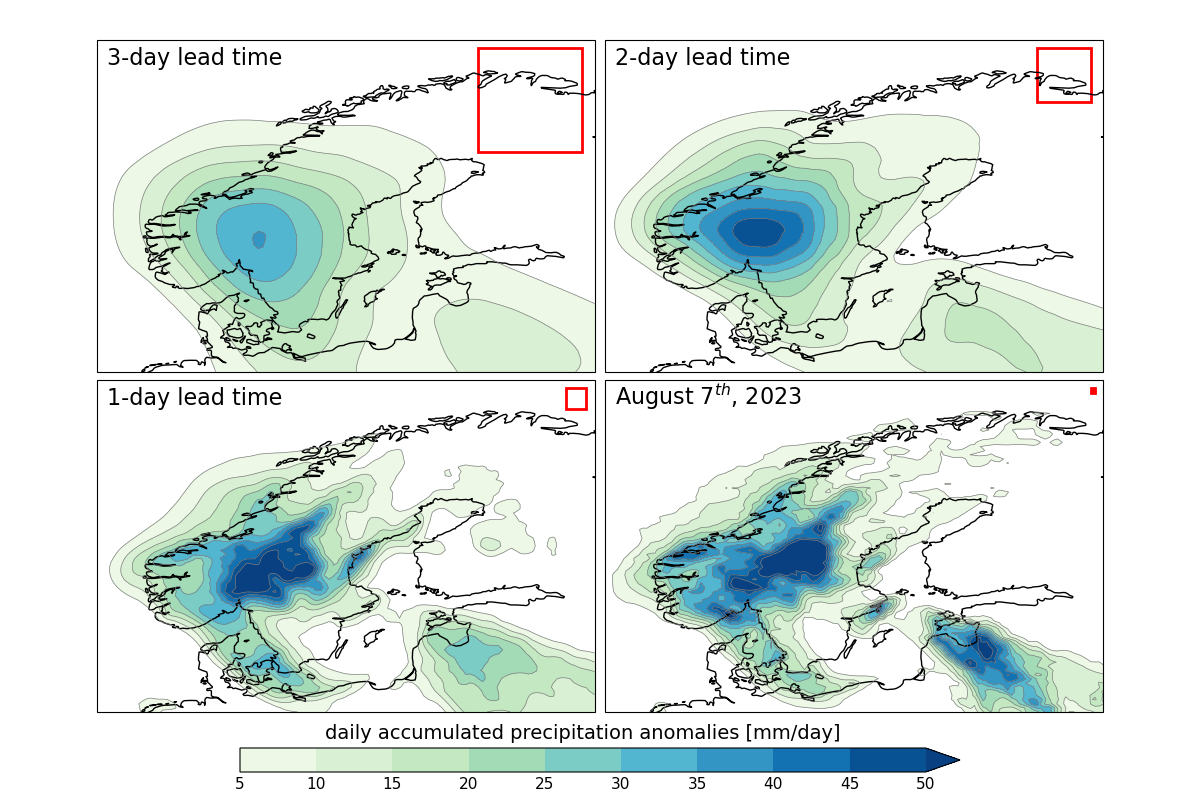 3-day lead time
2-day lead time
1-day lead time
August 7th, 2023
daily accumulated precipitation anomalies [mm/day]
5 10 15 20 25 30 35 40 45 50